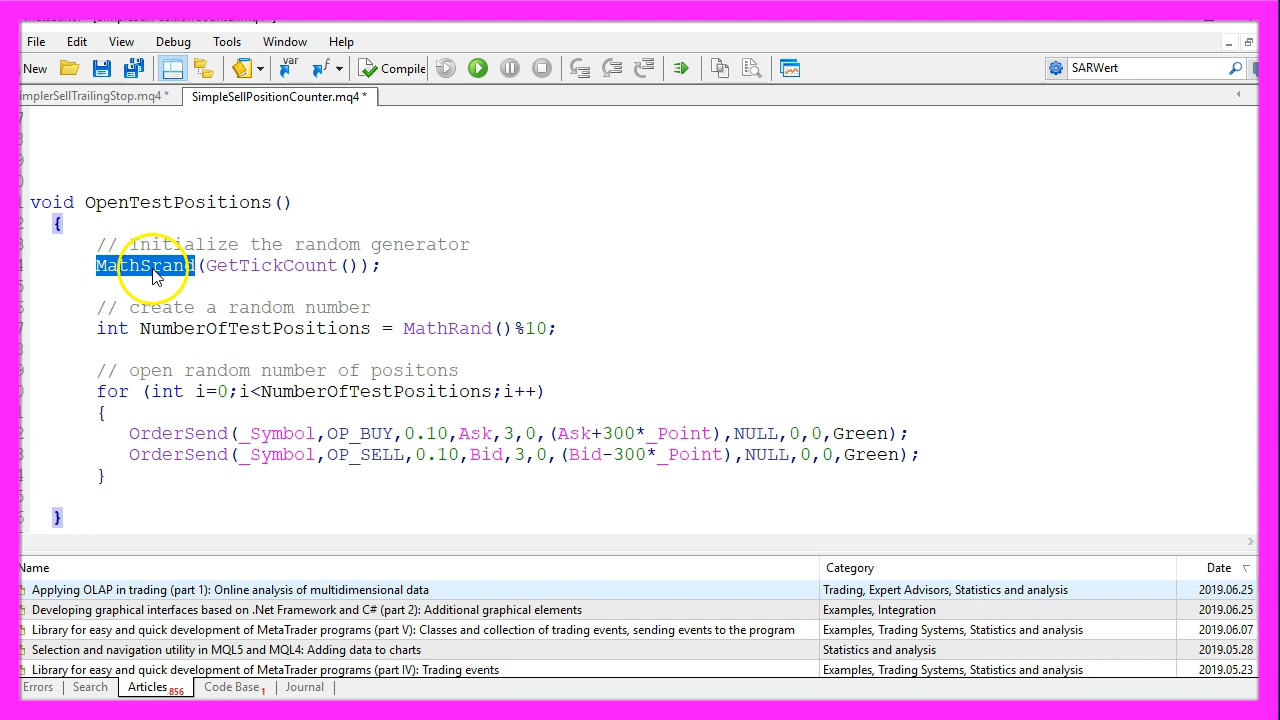 File Edit View Debug Tools Window Help
New Compile SARWert
implerSellTrailingStop.mq4 * SimpleSellPositionCounter.mq4 *
void OpenTestPositions()
{
// Initialize the random generator
MathSrand(GetTickCount());
// create a random number
int NumberOfTestPositions = MathRand()%10;
// open random number of positons
for (int i=0;i<NumberOfTestPositions;i++)
{
OrderSend(_Symbol,OP_BUY,0.10,Ask,3,0,(Ask+300*_Point),NULL,0,0,Green);
OrderSend(_Symbol,OP_SELL,0.10,Bid,3,0,(Bid-300*_Point),NULL,0,0,Green);
}
}
Name Category Date
Applying OLAP in trading (part 1): Online analysis of multidimensional data Trading, Expert Advisors, Statistics and analysis 2019.06.25
Developing graphical interfaces based on .Net Framework and C# (part 2): Additional graphical elements Examples, Integration 2019.06.25
Library for easy and quick development of MetaTrader programs (part V): Classes and collection of trading events, sending events to the program Examples, Trading Systems, Statistics and analysis 2019.06.07
Selection and navigation utility in MQL5 and MQL4: Adding data to charts Statistics and analysis 2019.05.28
Library for easy and quick development of MetaTrader programs (part IV): Trading events Examples, Trading Systems, Statistics and analysis 2019.05.23
Errors Search Articles 856 Code Base 1 Journal